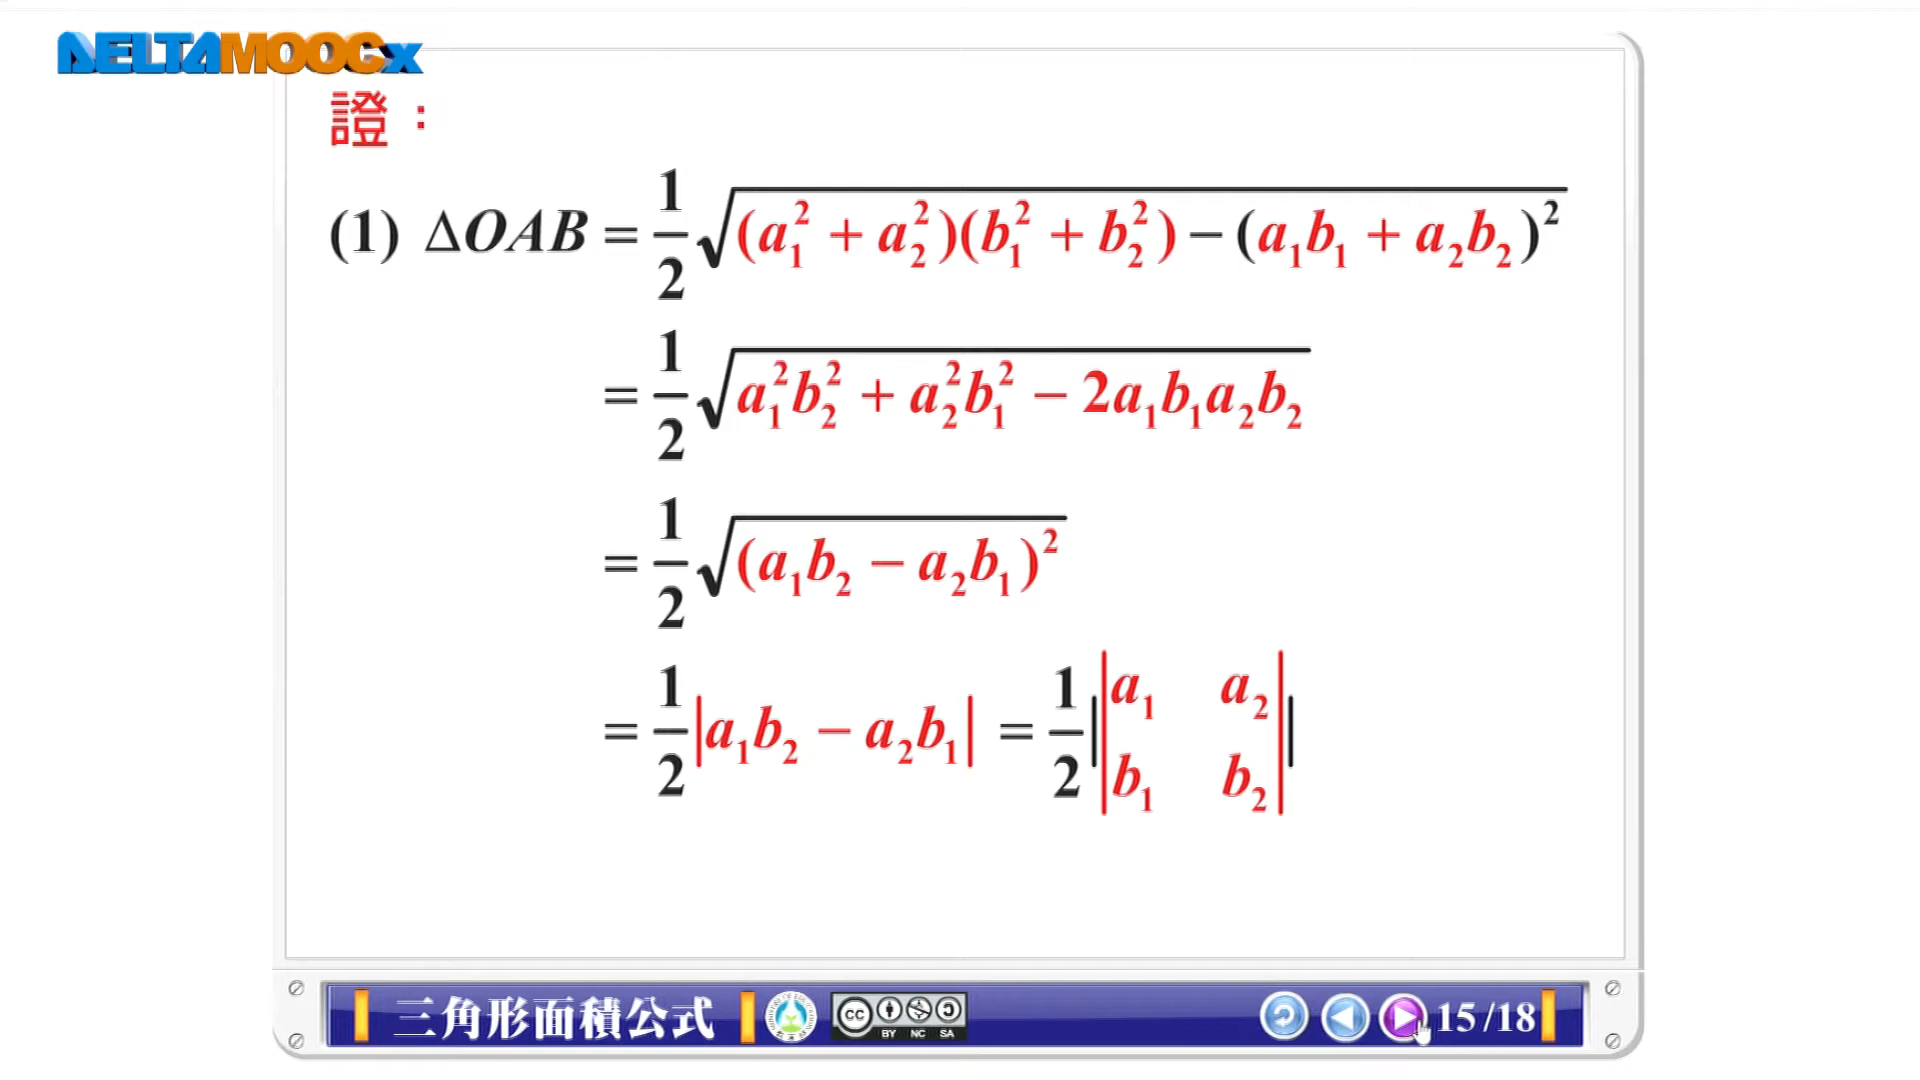 DELTAMOOCx
證：
(1) ΔOAB = 1/2 √((a₁² + a₂²)(b₁² + b₂²) − (a₁b₁ + a₂b₂)²)
= 1/2 √(a₁²b₂² + a₂²b₁² − 2a₁b₁a₂b₂)
= 1/2 √((a₁b₂ − a₂b₁)²)
= 1/2 |a₁b₂ − a₂b₁| = 1/2 | |a₁ a₂|
|b₁ b₂| |
三角形面積公式 cc BY NC SA 15/18